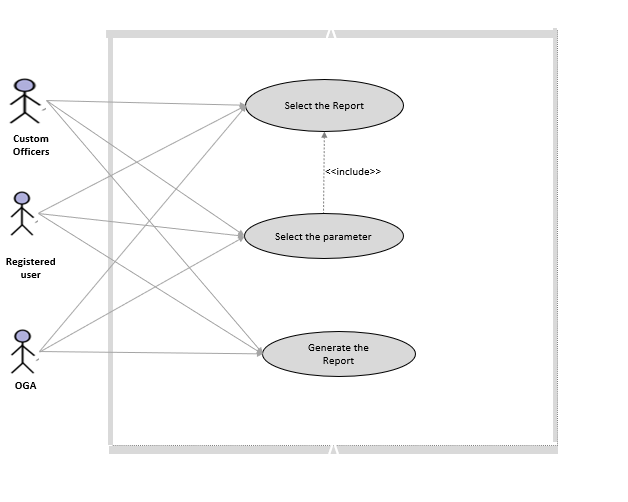 Select the Report
Custom
Officers
<<include>>
Select the parameter
Registered
user
Generate the
Report
OGA